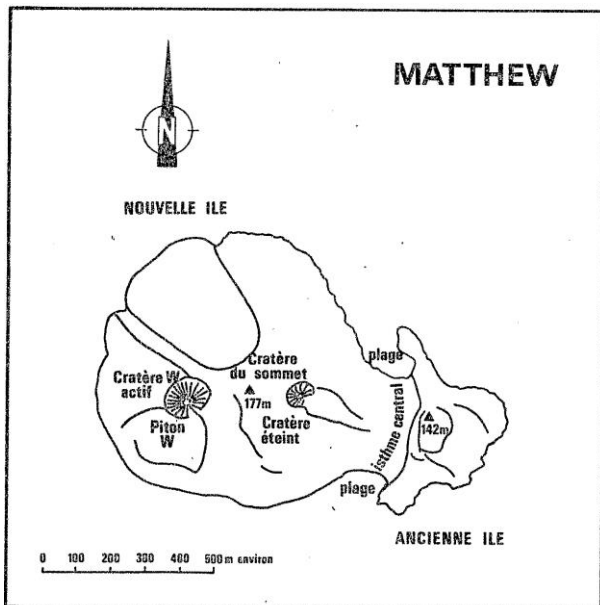 MATTHEW
N
NOUVELLE ILE
plage
Cratère W
actif
Cratère
du sommet
177m
Cratère
éteint
Piton
W
isthme central
142m
plage
ANCIENNE ILE
0 100 200 300 400 500 m environ